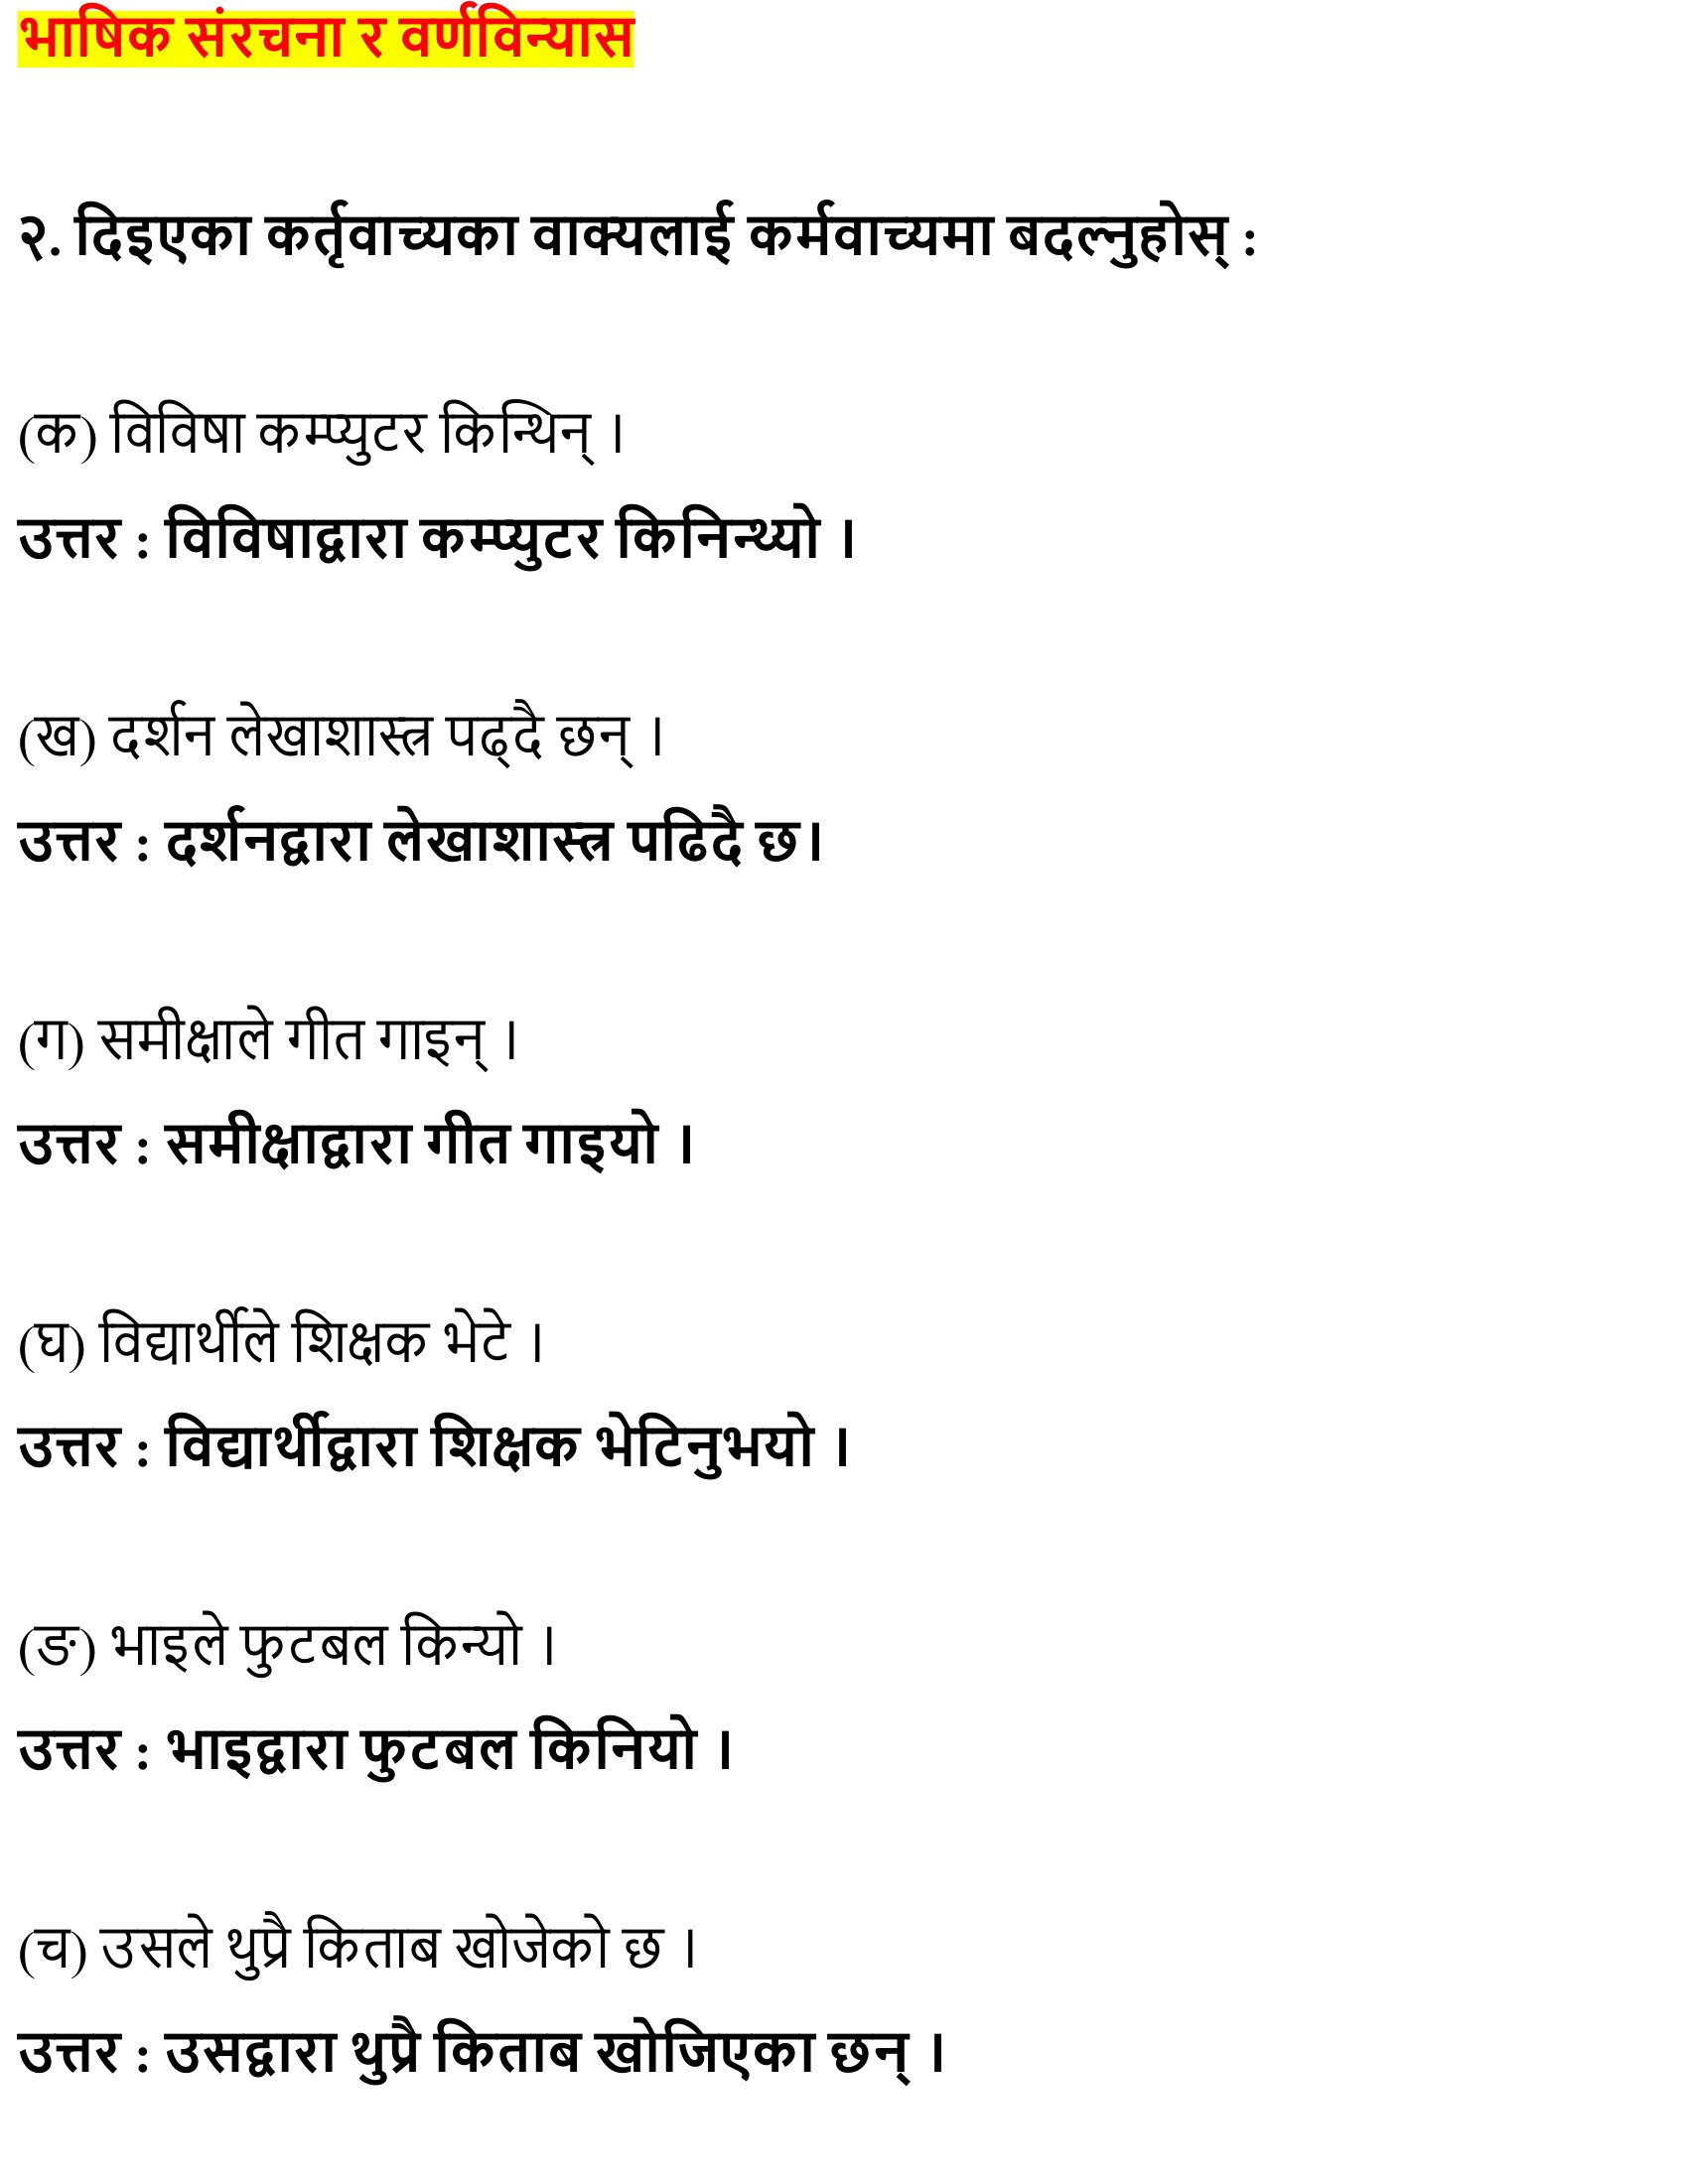 भाषिक संरचना र वर्णविन्यास
२. दिइएका कर्तृवाच्यका वाक्यलाई कर्मवाच्यमा बदल्नुहोस् :
(क) विविषा कम्प्युटर किन्थिन् ।
उत्तर : विविषाद्वारा कम्प्युटर किनिन्थ्यो ।
(ख) दर्शन लेखाशास्त्र पढ्दै छन् ।
उत्तर : दर्शनद्वारा लेखाशास्त्र पढिदै छ।
(ग) समीक्षाले गीत गाइन् ।
उत्तर : समीक्षाद्वारा गीत गाइयो ।
(घ) विद्यार्थीले शिक्षक भेटे ।
उत्तर : विद्यार्थीद्वारा शिक्षक भेटिनुभयो ।
(ङ) भाइले फुटबल किन्यो ।
उत्तर : भाइद्वारा फुटबल किनियो ।
(च) उसले थुप्रै किताब खोजेको छ ।
उत्तर : उसद्वारा थुप्रै किताब खोजिएका छन् ।